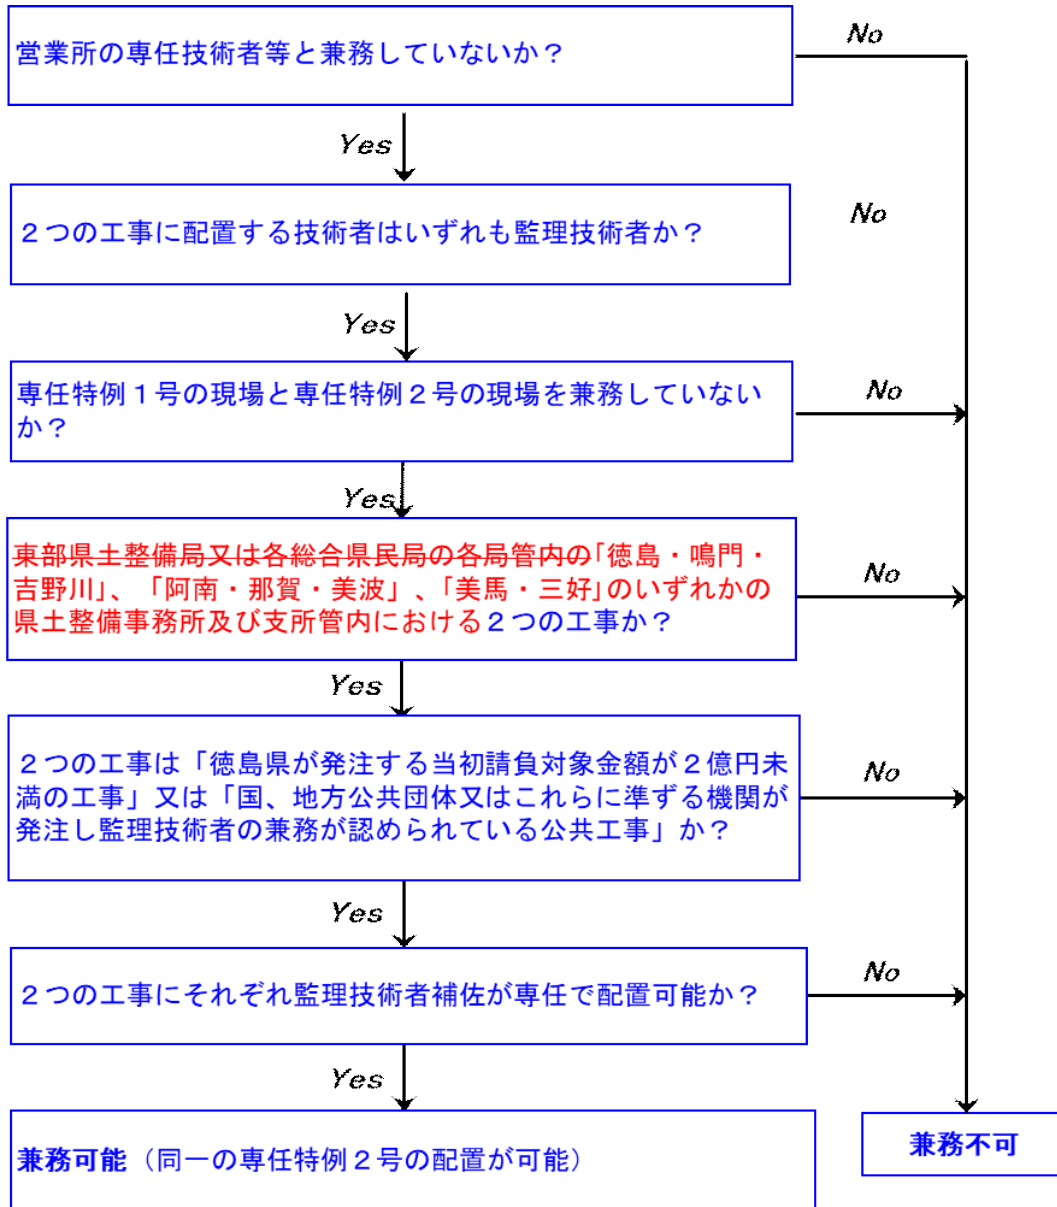 営業所の専任技術者等と兼務していないか？
No
Yes
２つの工事に配置する技術者はいずれも監理技術者か？
No
Yes
専任特例１号の現場と専任特例２号の現場を兼務していない
か？
No
Yes
東部県土整備局又は各総合県民局の各局管内の「徳島・鳴門・
吉野川」、「阿南・那賀・美波」、「美馬・三好」のいずれかの
県土整備事務所及び支所管内における２つの工事か？
No
Yes
２つの工事は「徳島県が発注する当初請負対象金額が２億円未
満の工事」又は「国、地方公共団体又はこれらに準ずる機関が
発注し監理技術者の兼務が認められている公共工事」か？
No
Yes
２つの工事にそれぞれ監理技術者補佐が専任で配置可能か？
No
Yes
兼務可能（同一の専任特例２号の配置が可能）
兼務不可